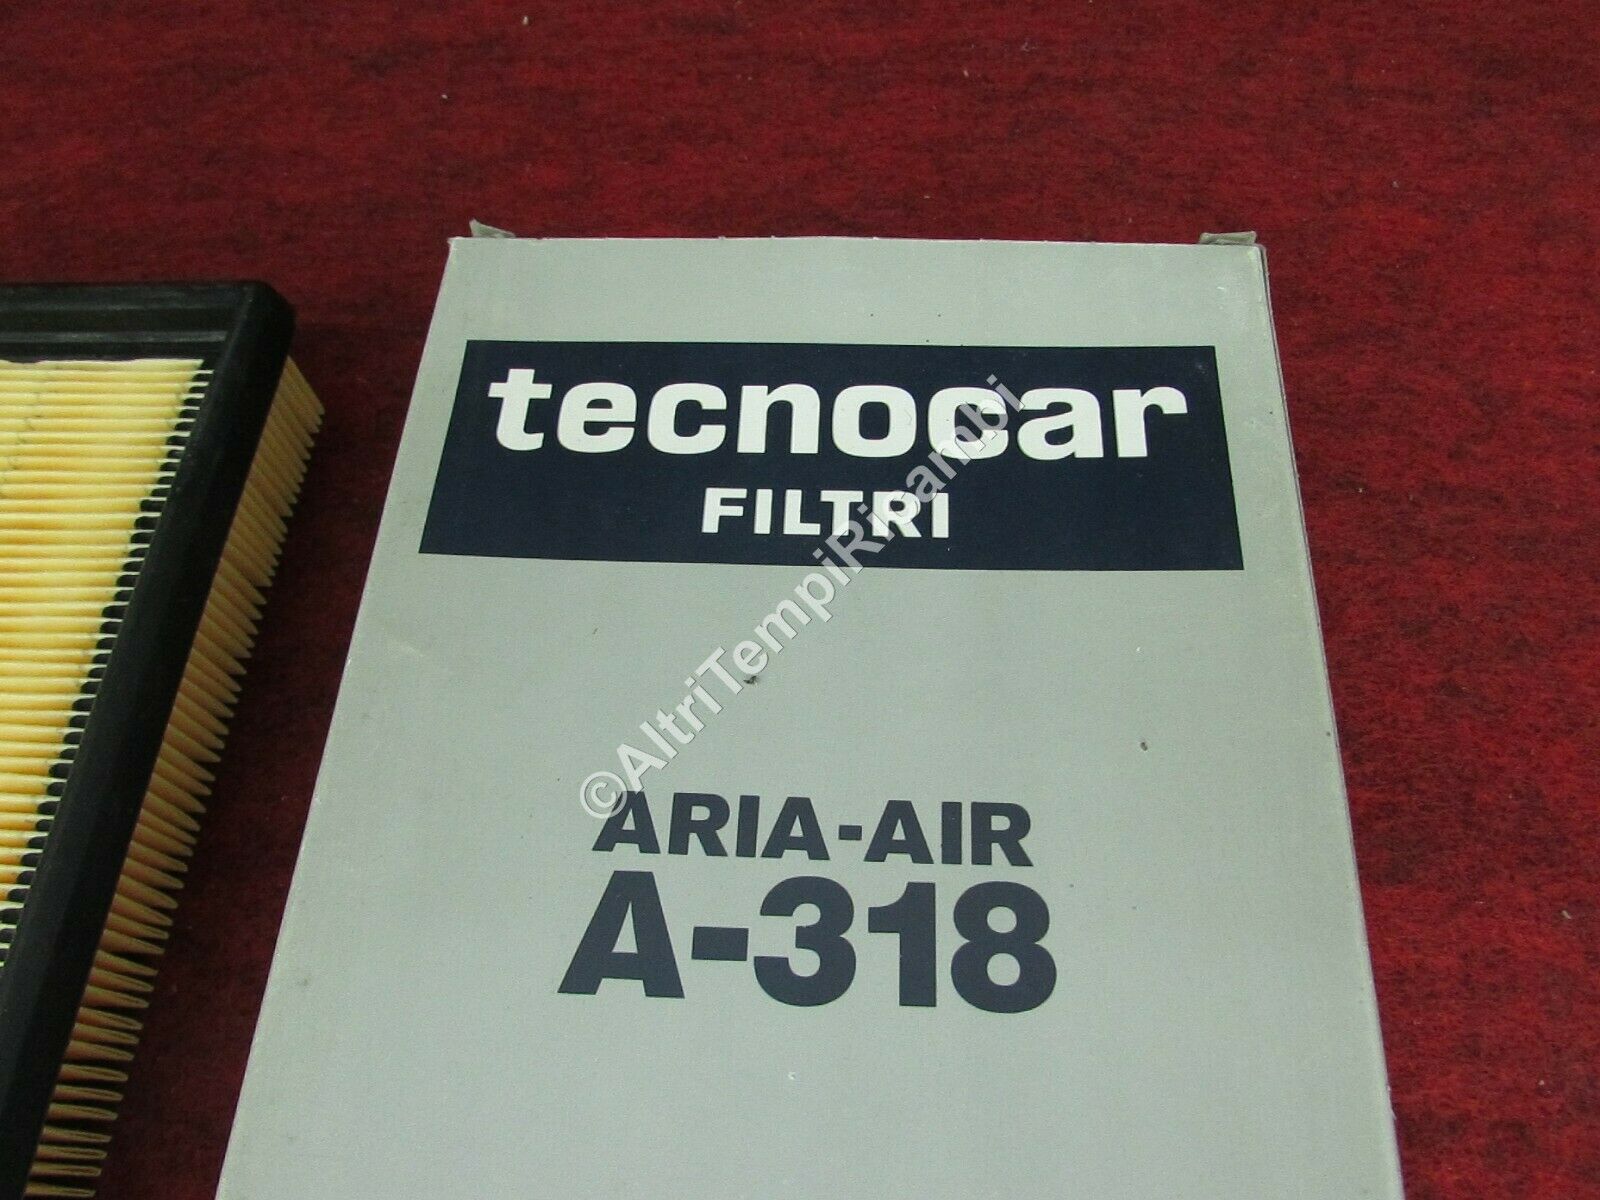 tecnocar
FILTRI
©AltriTempiRicambi
ARIA-AIR
A-318